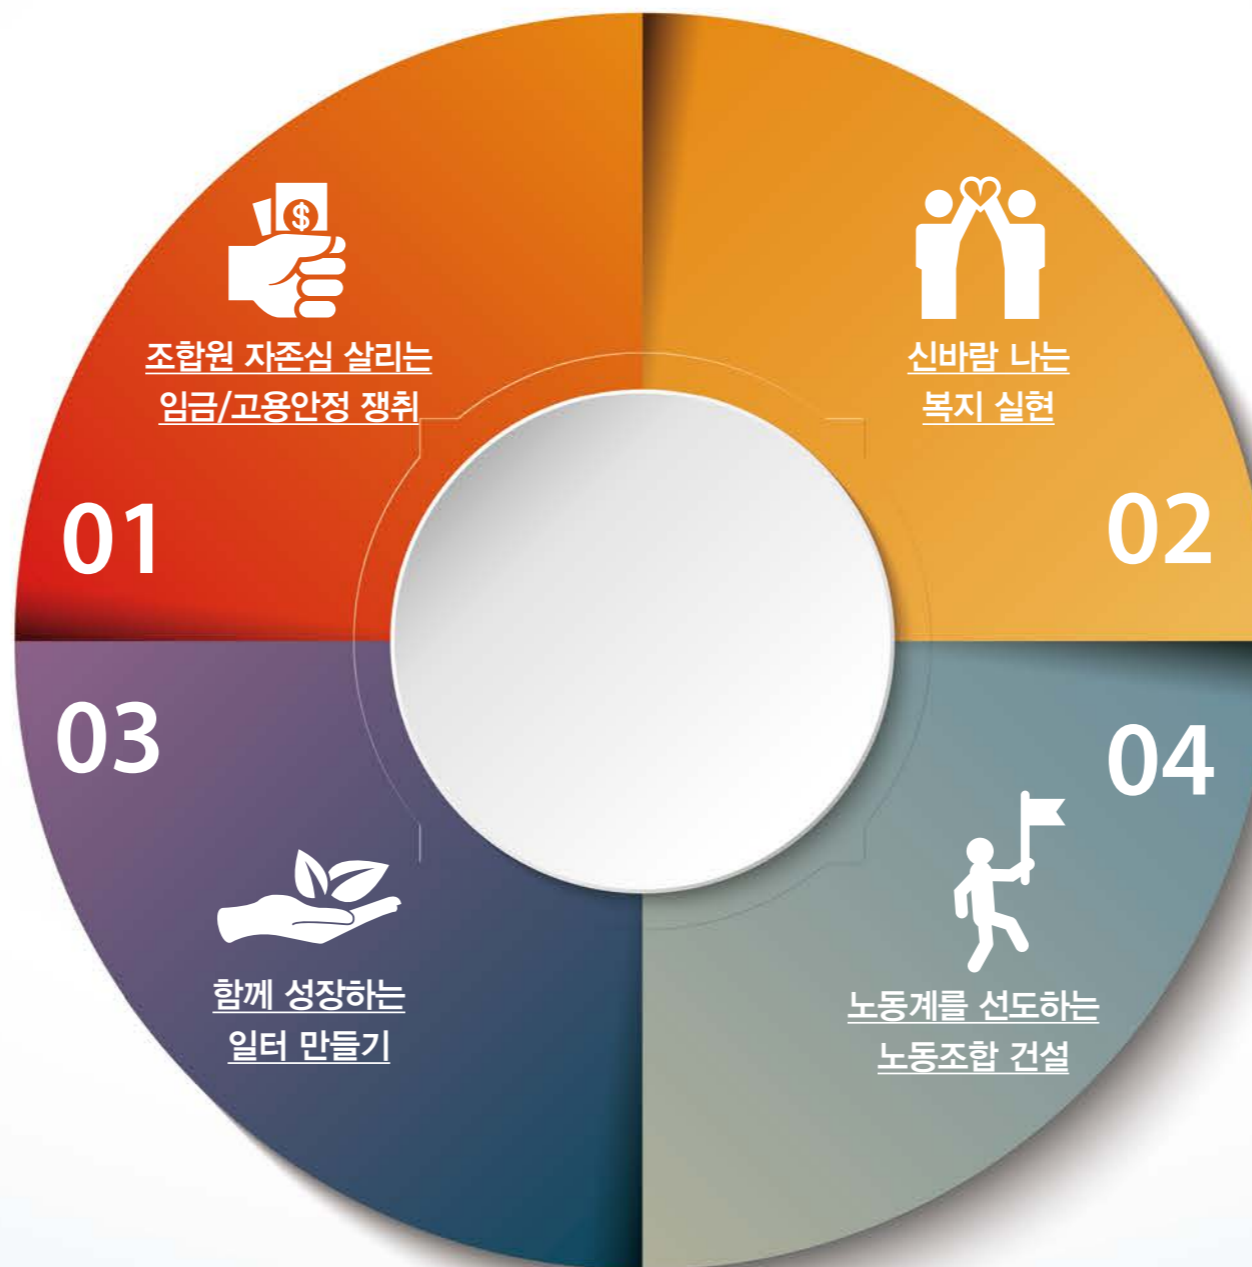 조합원 자존심 살리는
임금/고용안정 쟁취
01
신바람 나는
복지 실현
02
03
함께 성장하는
일터 만들기
04
노동계를 선도하는
노동조합 건설